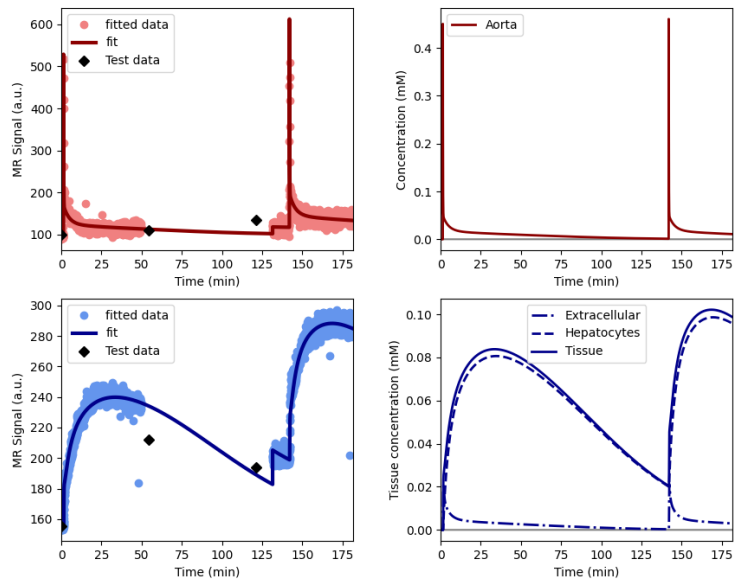 600
500
400
300
200
100
MR Signal (a.u.)
fitted data
fit
Test data
0 25 50 75 100 125 150 175
Time (min)
0.4
0.3
0.2
0.1
0.0
Concentration (mM)
Aorta
0 25 50 75 100 125 150 175
Time (min)
300
280
260
240
220
200
180
160
MR Signal (a.u.)
fitted data
fit
Test data
0 25 50 75 100 125 150 175
Time (min)
0.10
0.08
0.06
0.04
0.02
0.00
Tissue concentration (mM)
Extracellular
Hepatocytes
Tissue
0 25 50 75 100 125 150 175
Time (min)